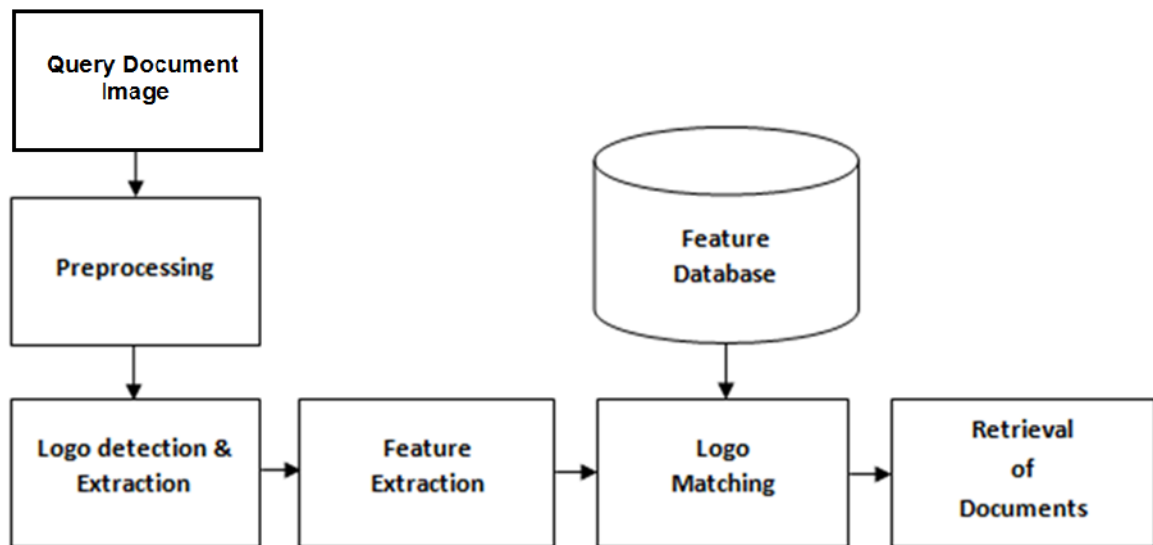 Query Document
Image
Preprocessing
Feature
Database
Logo detection &
Extraction
Feature
Extraction
Logo
Matching
Retrieval
of
Documents